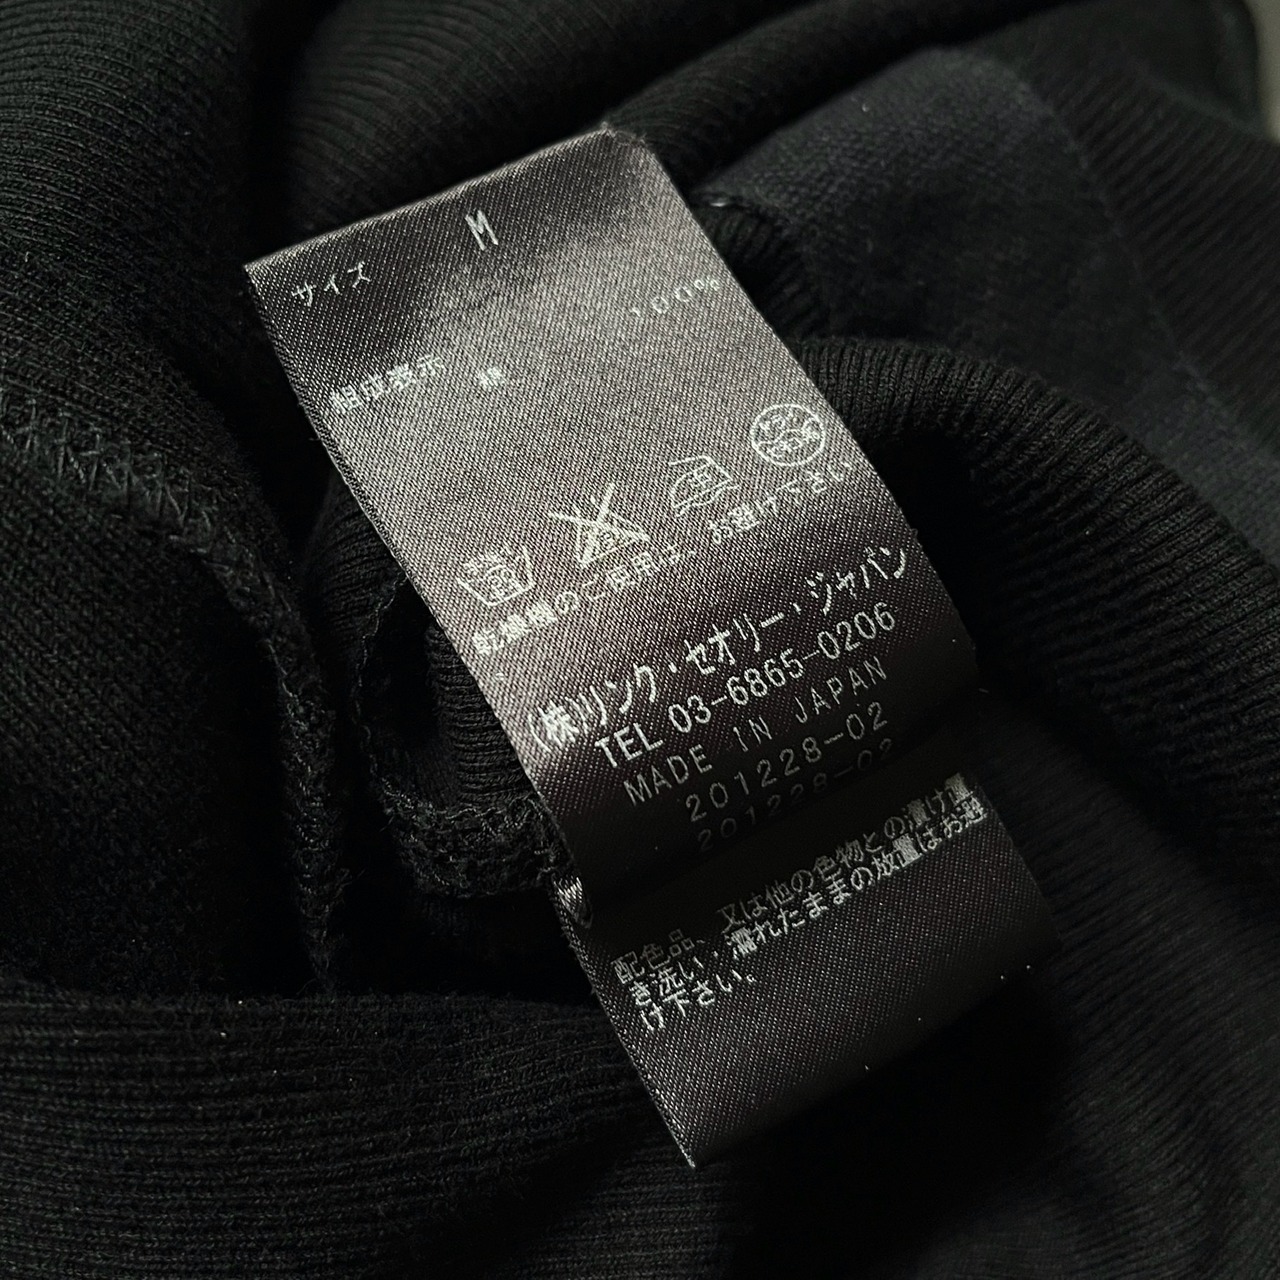 サイズ M
組成表示 綿 100%
乾燥機のご使用は、お避け下さい
(株)リンク・セオリー・ジャパン
TEL 03-6865-0206
MADE IN JAPAN
201228-02
201228-02
配色品、又は他の色物との漬け置
き洗い、濡れたままの放置はお避
け下さい。